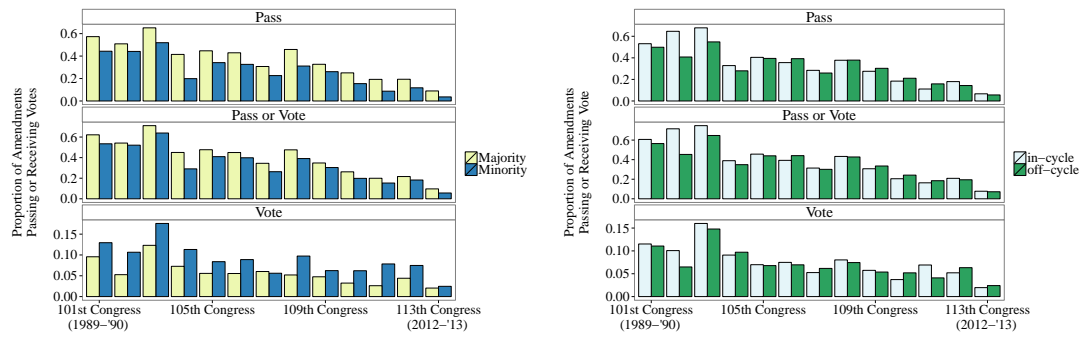 Proportion of Amendments
Passing or Receiving Votes
Pass
0.6
0.4
0.2
0.0
Pass or Vote
0.6
0.4
0.2
0.0
Vote
0.15
0.10
0.05
0.00
101st Congress
(1989−'90)
105th Congress
109th Congress
113th Congress
(2012−'13)
Majority
Minority
Proportion of Amendments
Passing or Receiving Vote
Pass
0.6
0.4
0.2
0.0
Pass or Vote
0.6
0.4
0.2
0.0
Vote
0.15
0.10
0.05
0.00
101st Congress
(1989−'90)
105th Congress
109th Congress
113th Congress
(2012−'13)
in−cycle
off−cycle